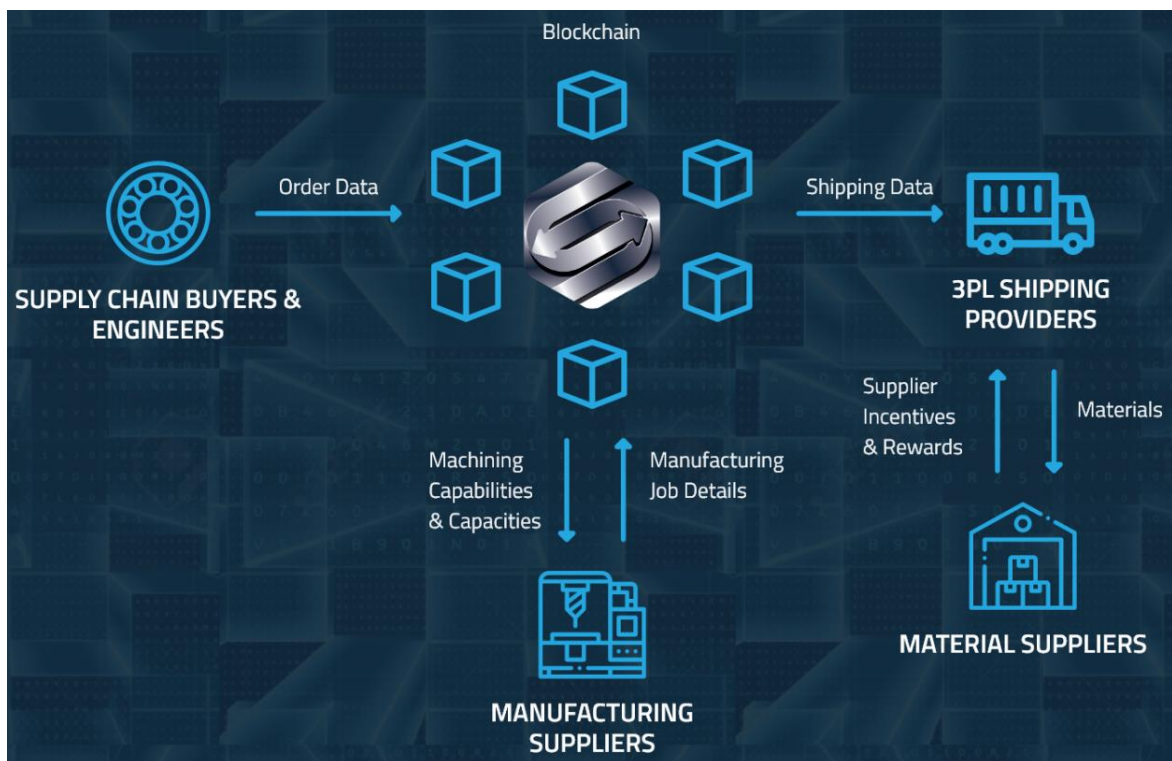 Blockchain
Order Data
Shipping Data
SUPPLY CHAIN BUYERS &
ENGINEERS
3PL SHIPPING
PROVIDERS
Supplier
Incentives
& Rewards
Materials
Machining
Capabilities
& Capacities
Manufacturing
Job Details
MATERIAL SUPPLIERS
MANUFACTURING
SUPPLIERS